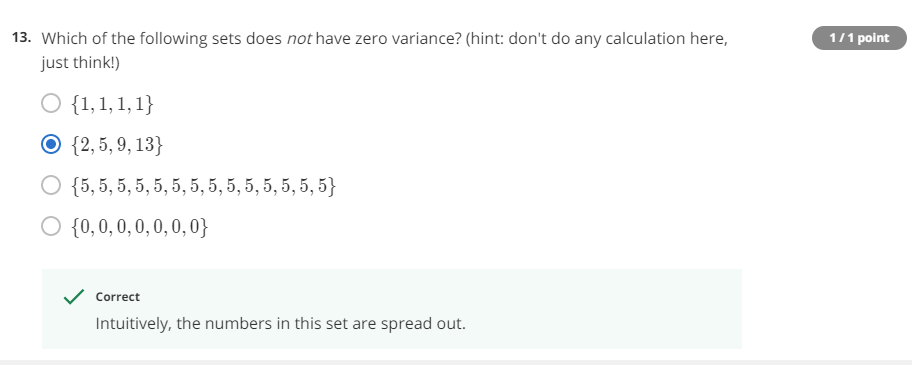 13. Which of the following sets does not have zero variance? (hint: don't do any calculation here, 1 / 1 point
just think!)
{1, 1, 1, 1}
{2, 5, 9, 13}
{5, 5, 5, 5, 5, 5, 5, 5, 5, 5, 5, 5, 5, 5}
{0, 0, 0, 0, 0, 0, 0}
Correct
Intuitively, the numbers in this set are spread out.